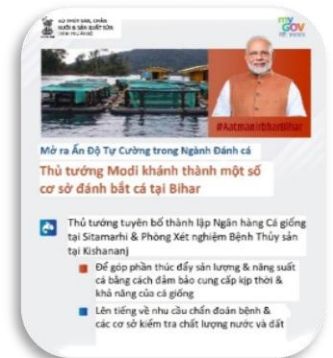 my
GOV
BỘ THỦY SẢN, CHĂN
NUÔI & SẢN XUẤT SỮA
#AatmanirbharBihar
Mở ra Ấn Độ Tự Cường trong Ngành Đánh cá
Thủ tướng Modi khánh thành một số
cơ sở đánh bắt cá tại Bihar
Thủ tướng tuyên bố thành lập Ngân hàng Cá giống
tại Sitamarhi & Phòng Xét nghiệm Bệnh Thủy sản
tại Kishananj
Để góp phần thúc đẩy sản lượng & năng suất
cá bằng cách đảm bảo cung cấp kịp thời &
khả năng của cá giống
Lên tiếng về nhu cầu chẩn đoán bệnh &
các cơ sở kiểm tra chất lượng nước và đất